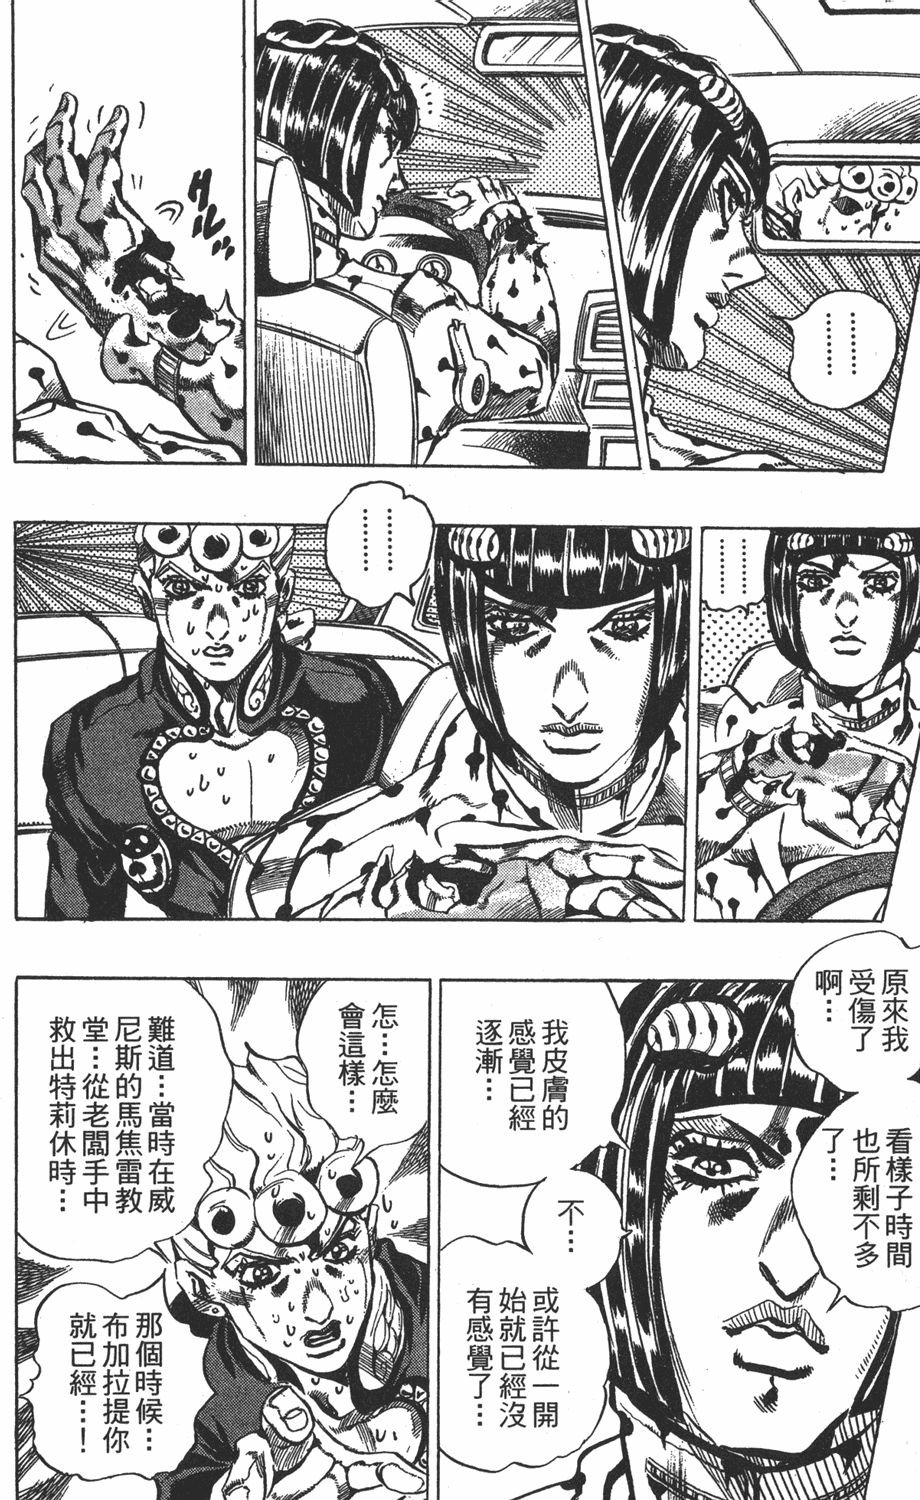 ……
……
……
……
……
……
……
原來我
受傷了
啊…
看樣子時間
也所剩不多
了…
我皮膚的
感覺已經
逐漸…
不…
或許從一開
始就已經沒
有感覺了…
怎…怎麼
會這樣…
難道…當時在威
尼斯的馬焦雷教
堂…從老闆手中
救出特莉休時…
那個時候…
布加拉提你
就已經…！